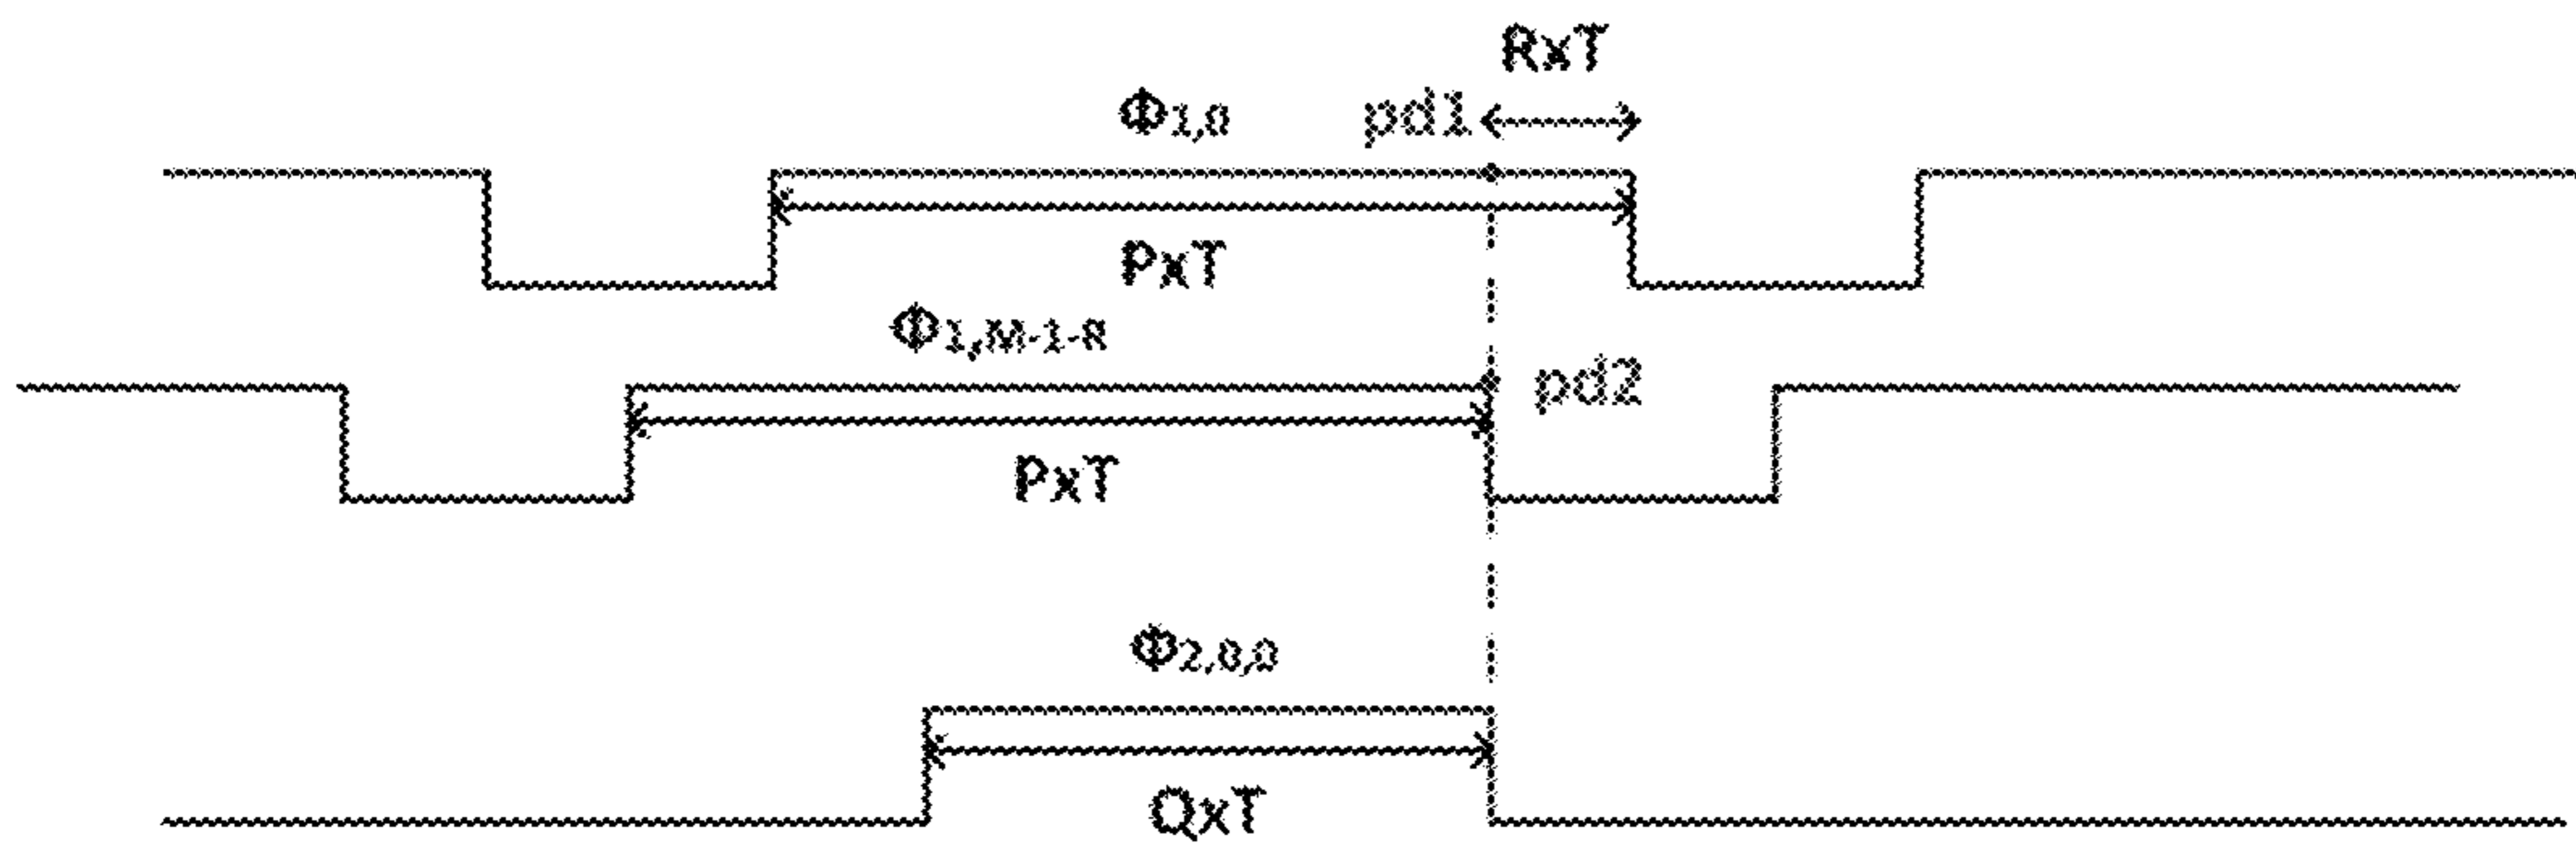 RxT
Φ1,0 pd1
PxT
Φ1,M-1-R
pd2
PxT
Φ2,0,0
QxT